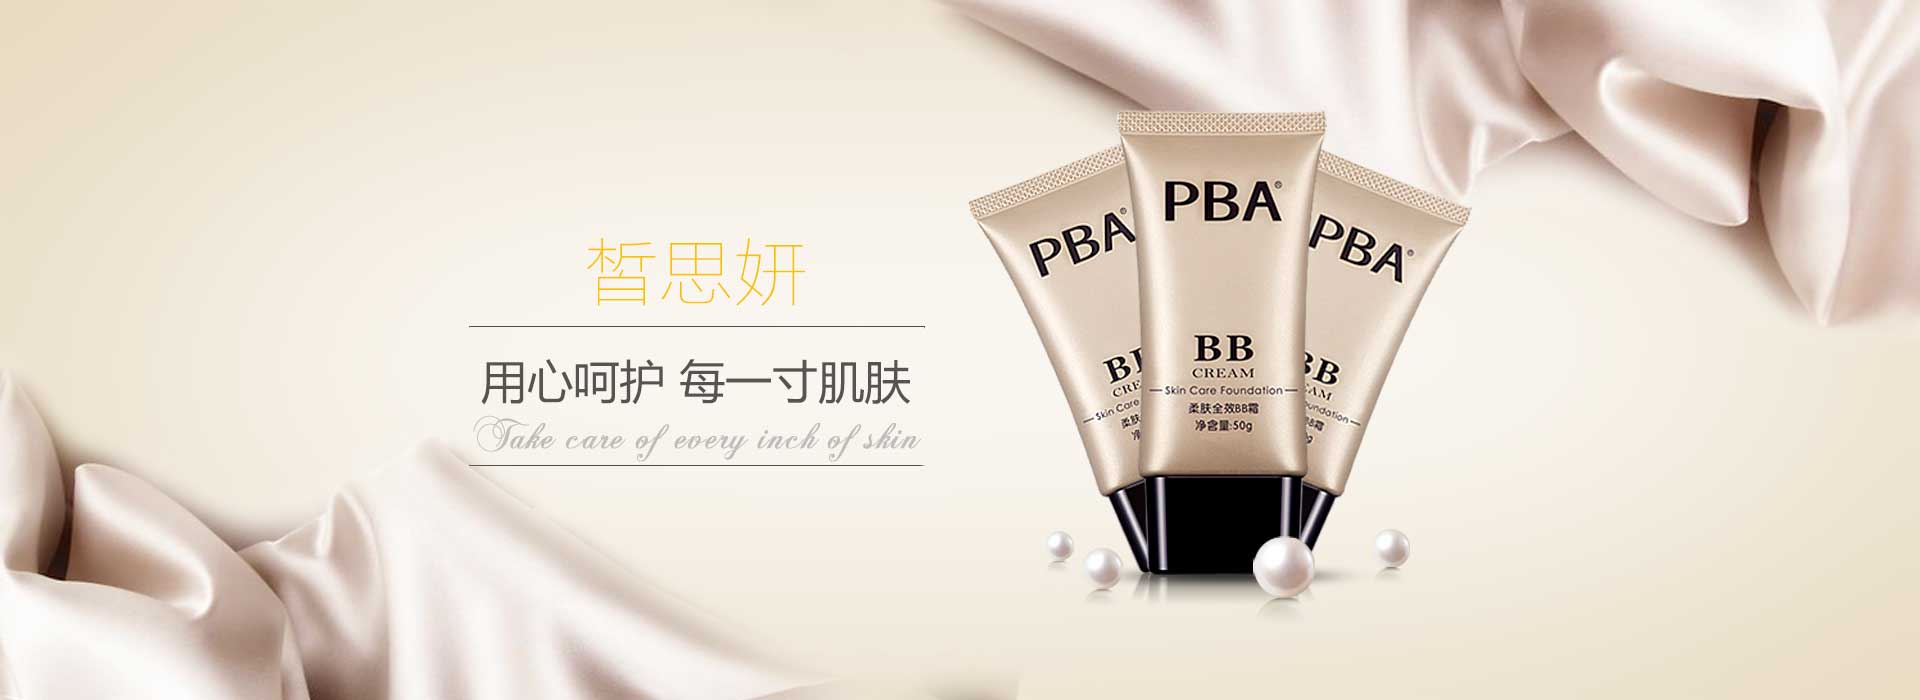 皙思妍
用心呵护 每一寸肌肤
Take care of every inch of skin
PBA®
BB
CREAM
Skin Care Foundation
柔肤全效BB霜
净含量:50g
PBA®
Skin Care
PBA®